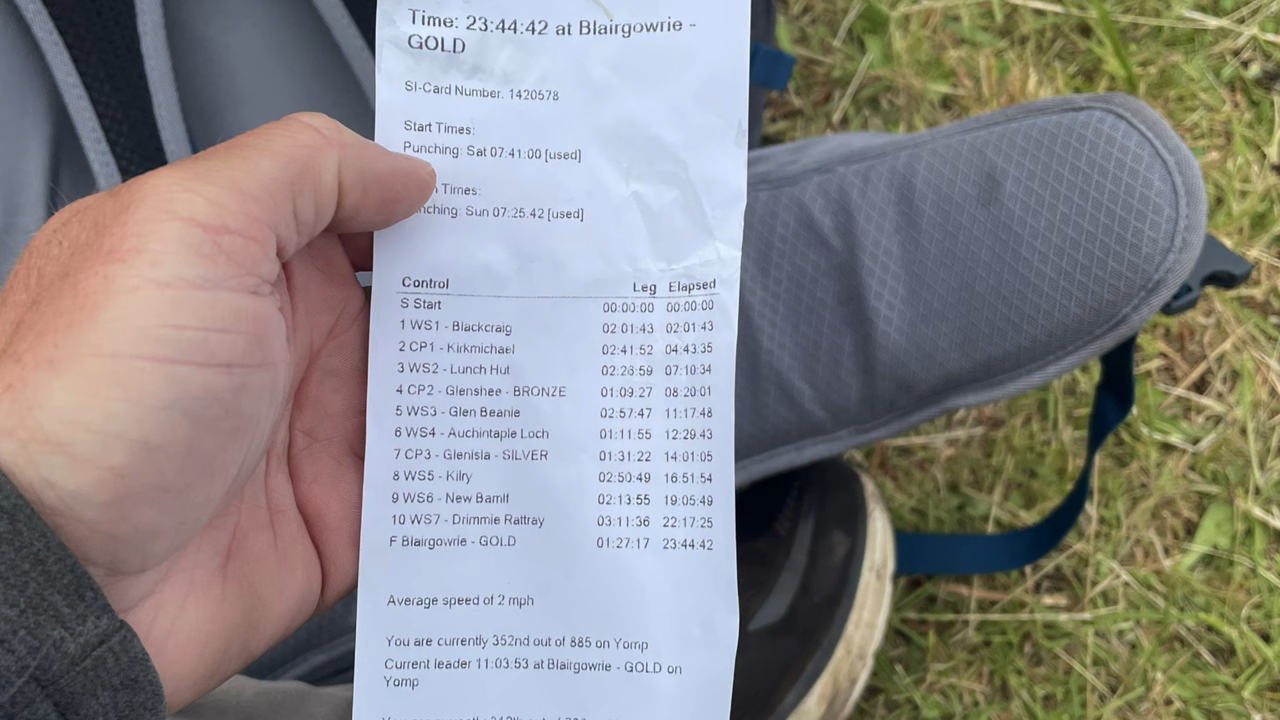 Time: 23:44:42 at Blairgowrie -
GOLD
SI-Card Number. 1420578
Start Times:
Punching: Sat 07:41:00 [used]
Times:
nching: Sun 07:25.42 [used]
Control Leg Elapsed
S Start 00:00:00 00:00:00
1 WS1 - Blackcraig 02:01:43 02:01:43
2 CP1 - Kirkmichael 02:41:52 04:43:35
3 WS2 - Lunch Hut 02:26:59 07:10:34
4 CP2 - Glenshee - BRONZE 01:09:27 08:20:01
5 WS3 - Glen Beanie 02:57:47 11:17:48
6 WS4 - Auchintaple Loch 01:11:55 12:29:43
7 CP3 - Glenisla - SILVER 01:31:22 14:01:05
8 WS5 - Kilry 02:50:49 16:51:54
9 WS6 - New Bamff 02:13:55 19:05:49
10 WS7 - Drimmie Rattray 03:11:36 22:17:25
F Blairgowrie - GOLD 01:27:17 23:44:42
Average speed of 2 mph
You are currently 352nd out of 885 on Yomp
Current leader 11:03:53 at Blairgowrie - GOLD on
Yomp